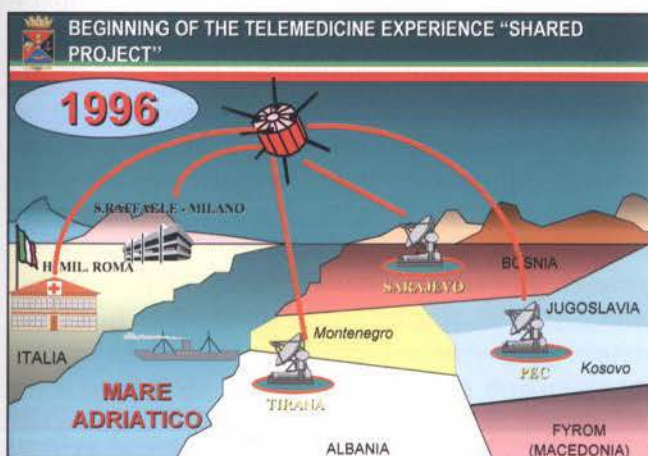 BEGINNING OF THE TELEMEDICINE EXPERIENCE “SHARED
PROJECT”
1996
S.RAFFAELE - MILANO
H. MIL. ROMA
BOSNIA
SARAJEVO
JUGOSLAVIA
Montenegro
ITALIA
PEC
Kosovo
MARE
ADRIATICO
TIRANA
ALBANIA
FYROM
(MACEDONIA)